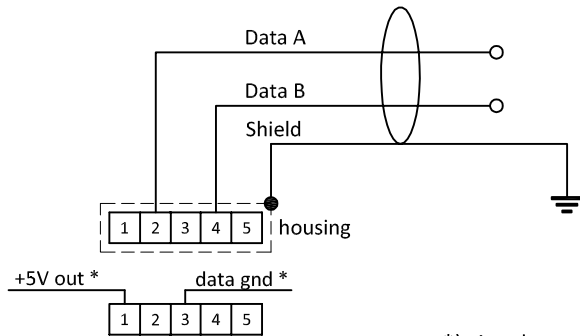 Data A
Data B
Shield
1 2 3 4 5 housing
+5V out * data gnd *
1 2 3 4 5